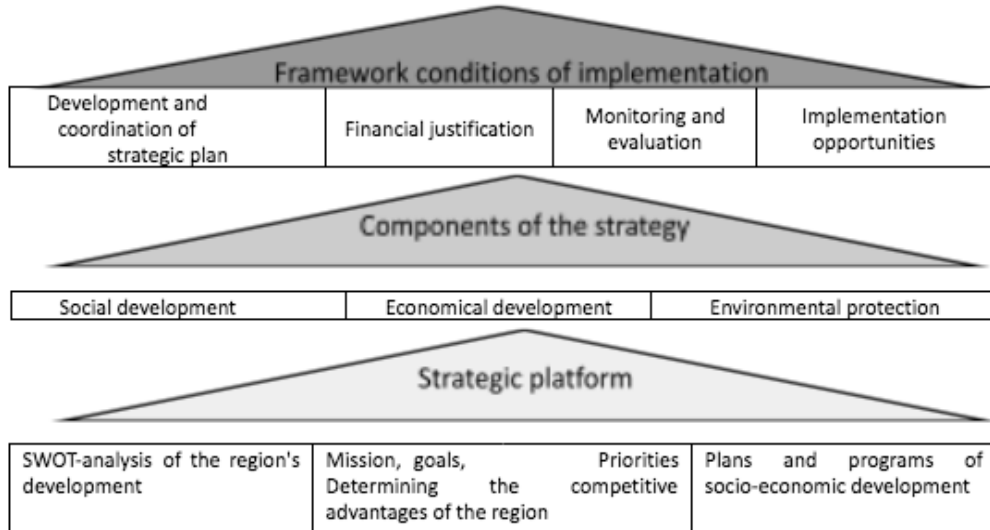 Framework conditions of implementation
Development and
coordination of
strategic plan
Financial justification
Monitoring and
evaluation
Implementation
opportunities
Components of the strategy
Social development
Economical development
Environmental protection
Strategic platform
SWOT-analysis of the region's
development
Mission, goals, Priorities
Determining the competitive
advantages of the region
Plans and programs of
socio-economic development